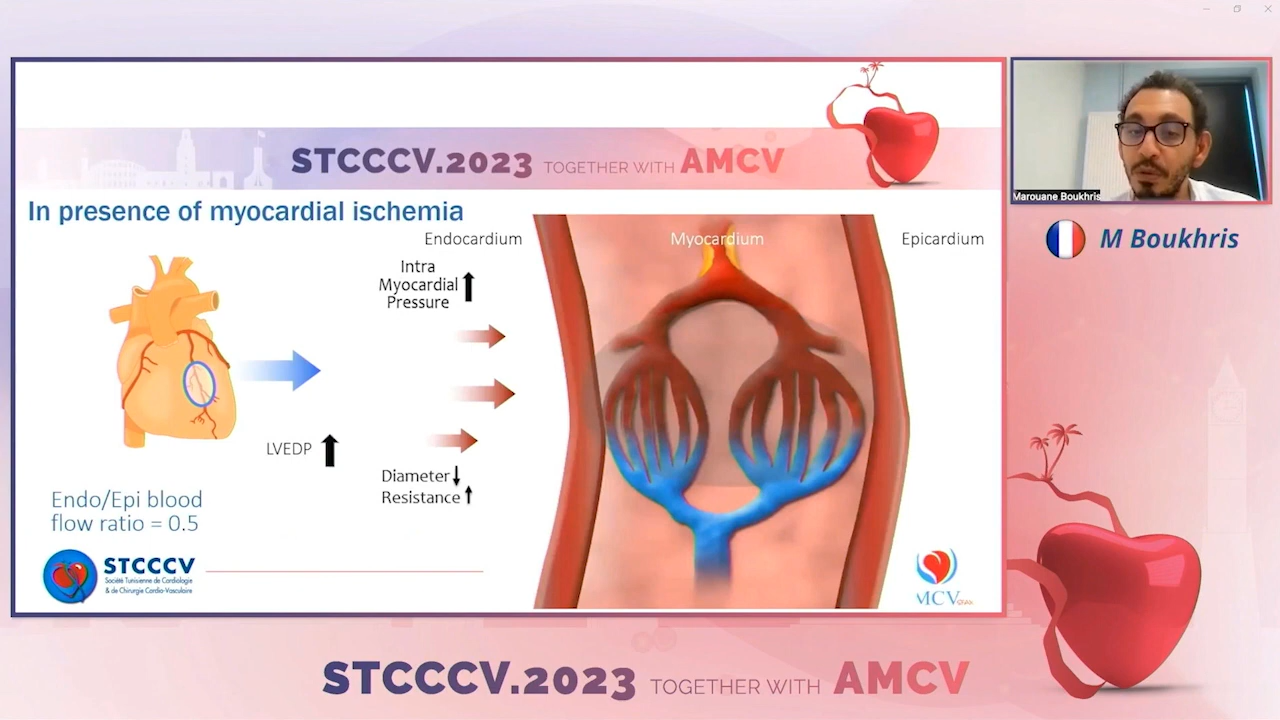 STCCCV.2023 TOGETHER WITH AMCV
In presence of myocardial ischemia
Endocardium
Myocardium
Epicardium
Intra
Myocardial
Pressure
LVEDP
Diameter
Resistance
Endo/Epi blood
flow ratio = 0.5
STCCCV
Société Tunisienne de Cardiologie
& de Chirurgie Cardio-Vasculaire
MCV
Marouane Boukhris
M Boukhris
STCCCV.2023 TOGETHER WITH AMCV